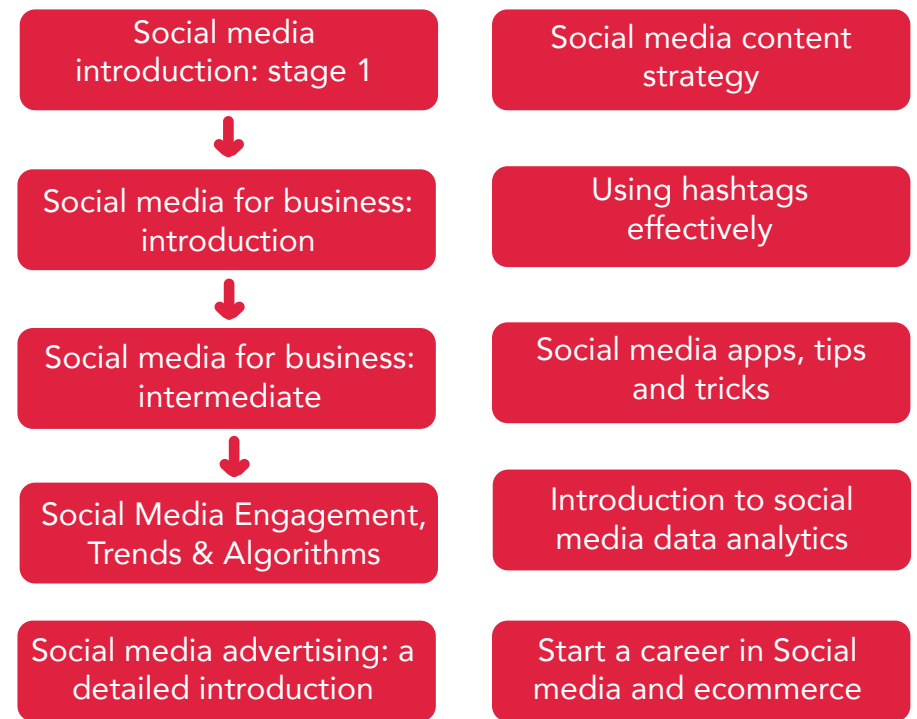 Social media
introduction: stage 1
Social media for business:
introduction
Social media for business:
intermediate
Social Media Engagement,
Trends & Algorithms
Social media advertising: a
detailed introduction
Social media content
strategy
Using hashtags
effectively
Social media apps, tips
and tricks
Introduction to social
media data analytics
Start a career in Social
media and ecommerce